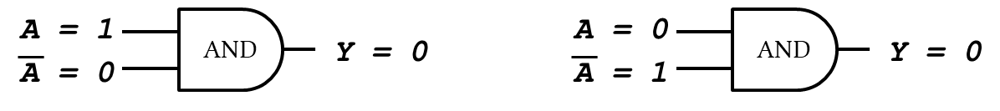 A = 1
A̅ = 0
AND
Y = 0
A = 0
A̅ = 1
AND
Y = 0